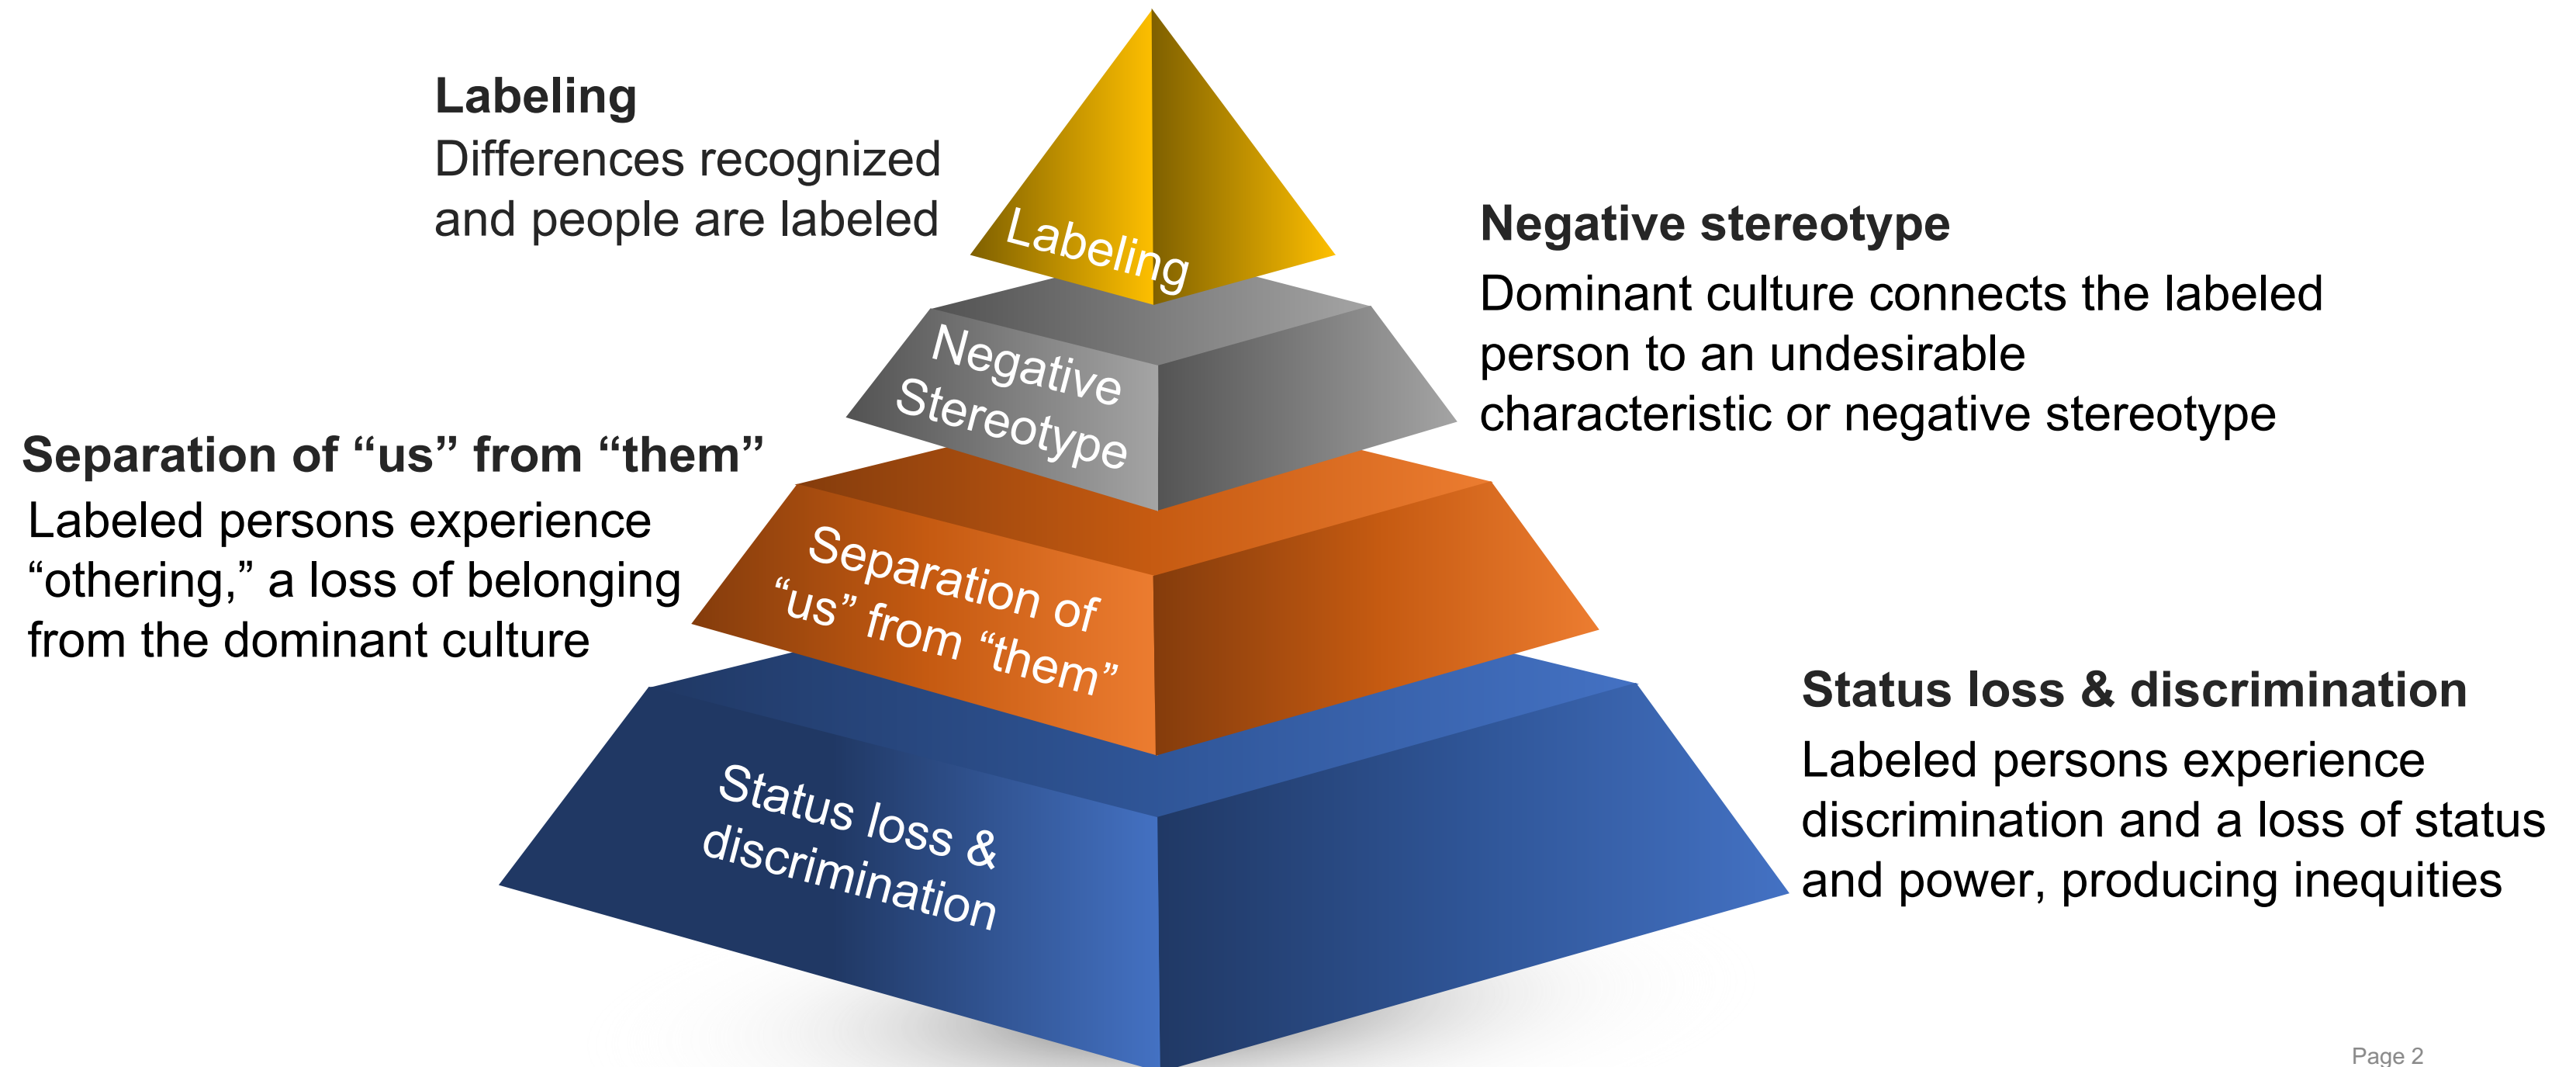 Labeling
Differences recognized
and people are labeled
Labeling
Negative stereotype
Dominant culture connects the labeled
person to an undesirable
characteristic or negative stereotype
Negative
Stereotype
Separation of “us” from “them”
Labeled persons experience
“othering,” a loss of belonging
from the dominant culture
Separation of
“us” from “them”
Status loss & discrimination
Labeled persons experience
discrimination and a loss of status
and power, producing inequities
Status loss &
discrimination
Page 2